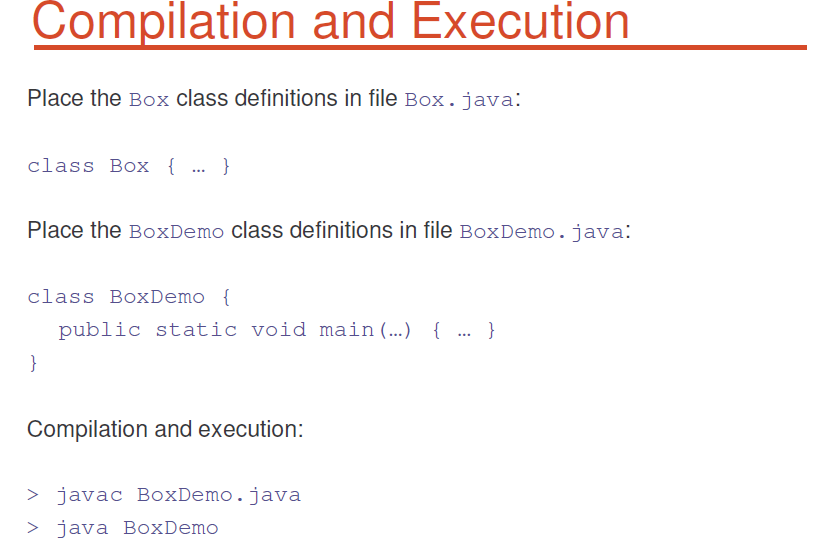 Compilation and Execution
Place the Box class definitions in file Box.java:
class Box { … }
Place the BoxDemo class definitions in file BoxDemo.java:
class BoxDemo {
public static void main(…) { … }
}
Compilation and execution:
> javac BoxDemo.java
> java BoxDemo